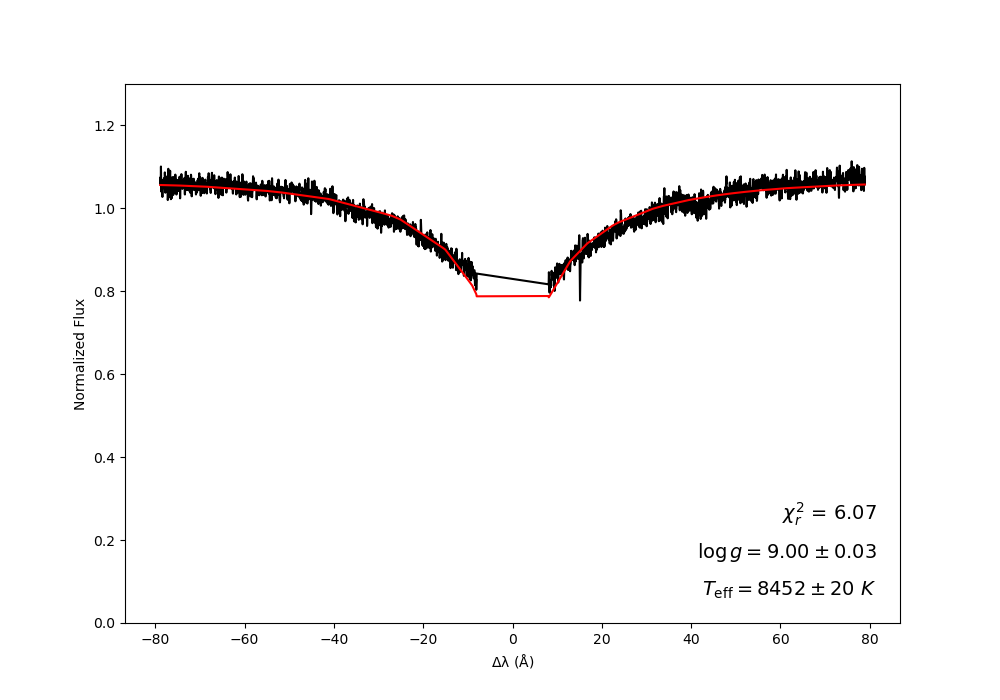 1.2
1.0
0.8
0.6
0.4
0.2
0.0
Normalized Flux
χ²ᵣ = 6.07
log g = 9.00 ± 0.03
T_eff = 8452 ± 20 K
−80 −60 −40 −20 0 20 40 60 80
Δλ (Å)